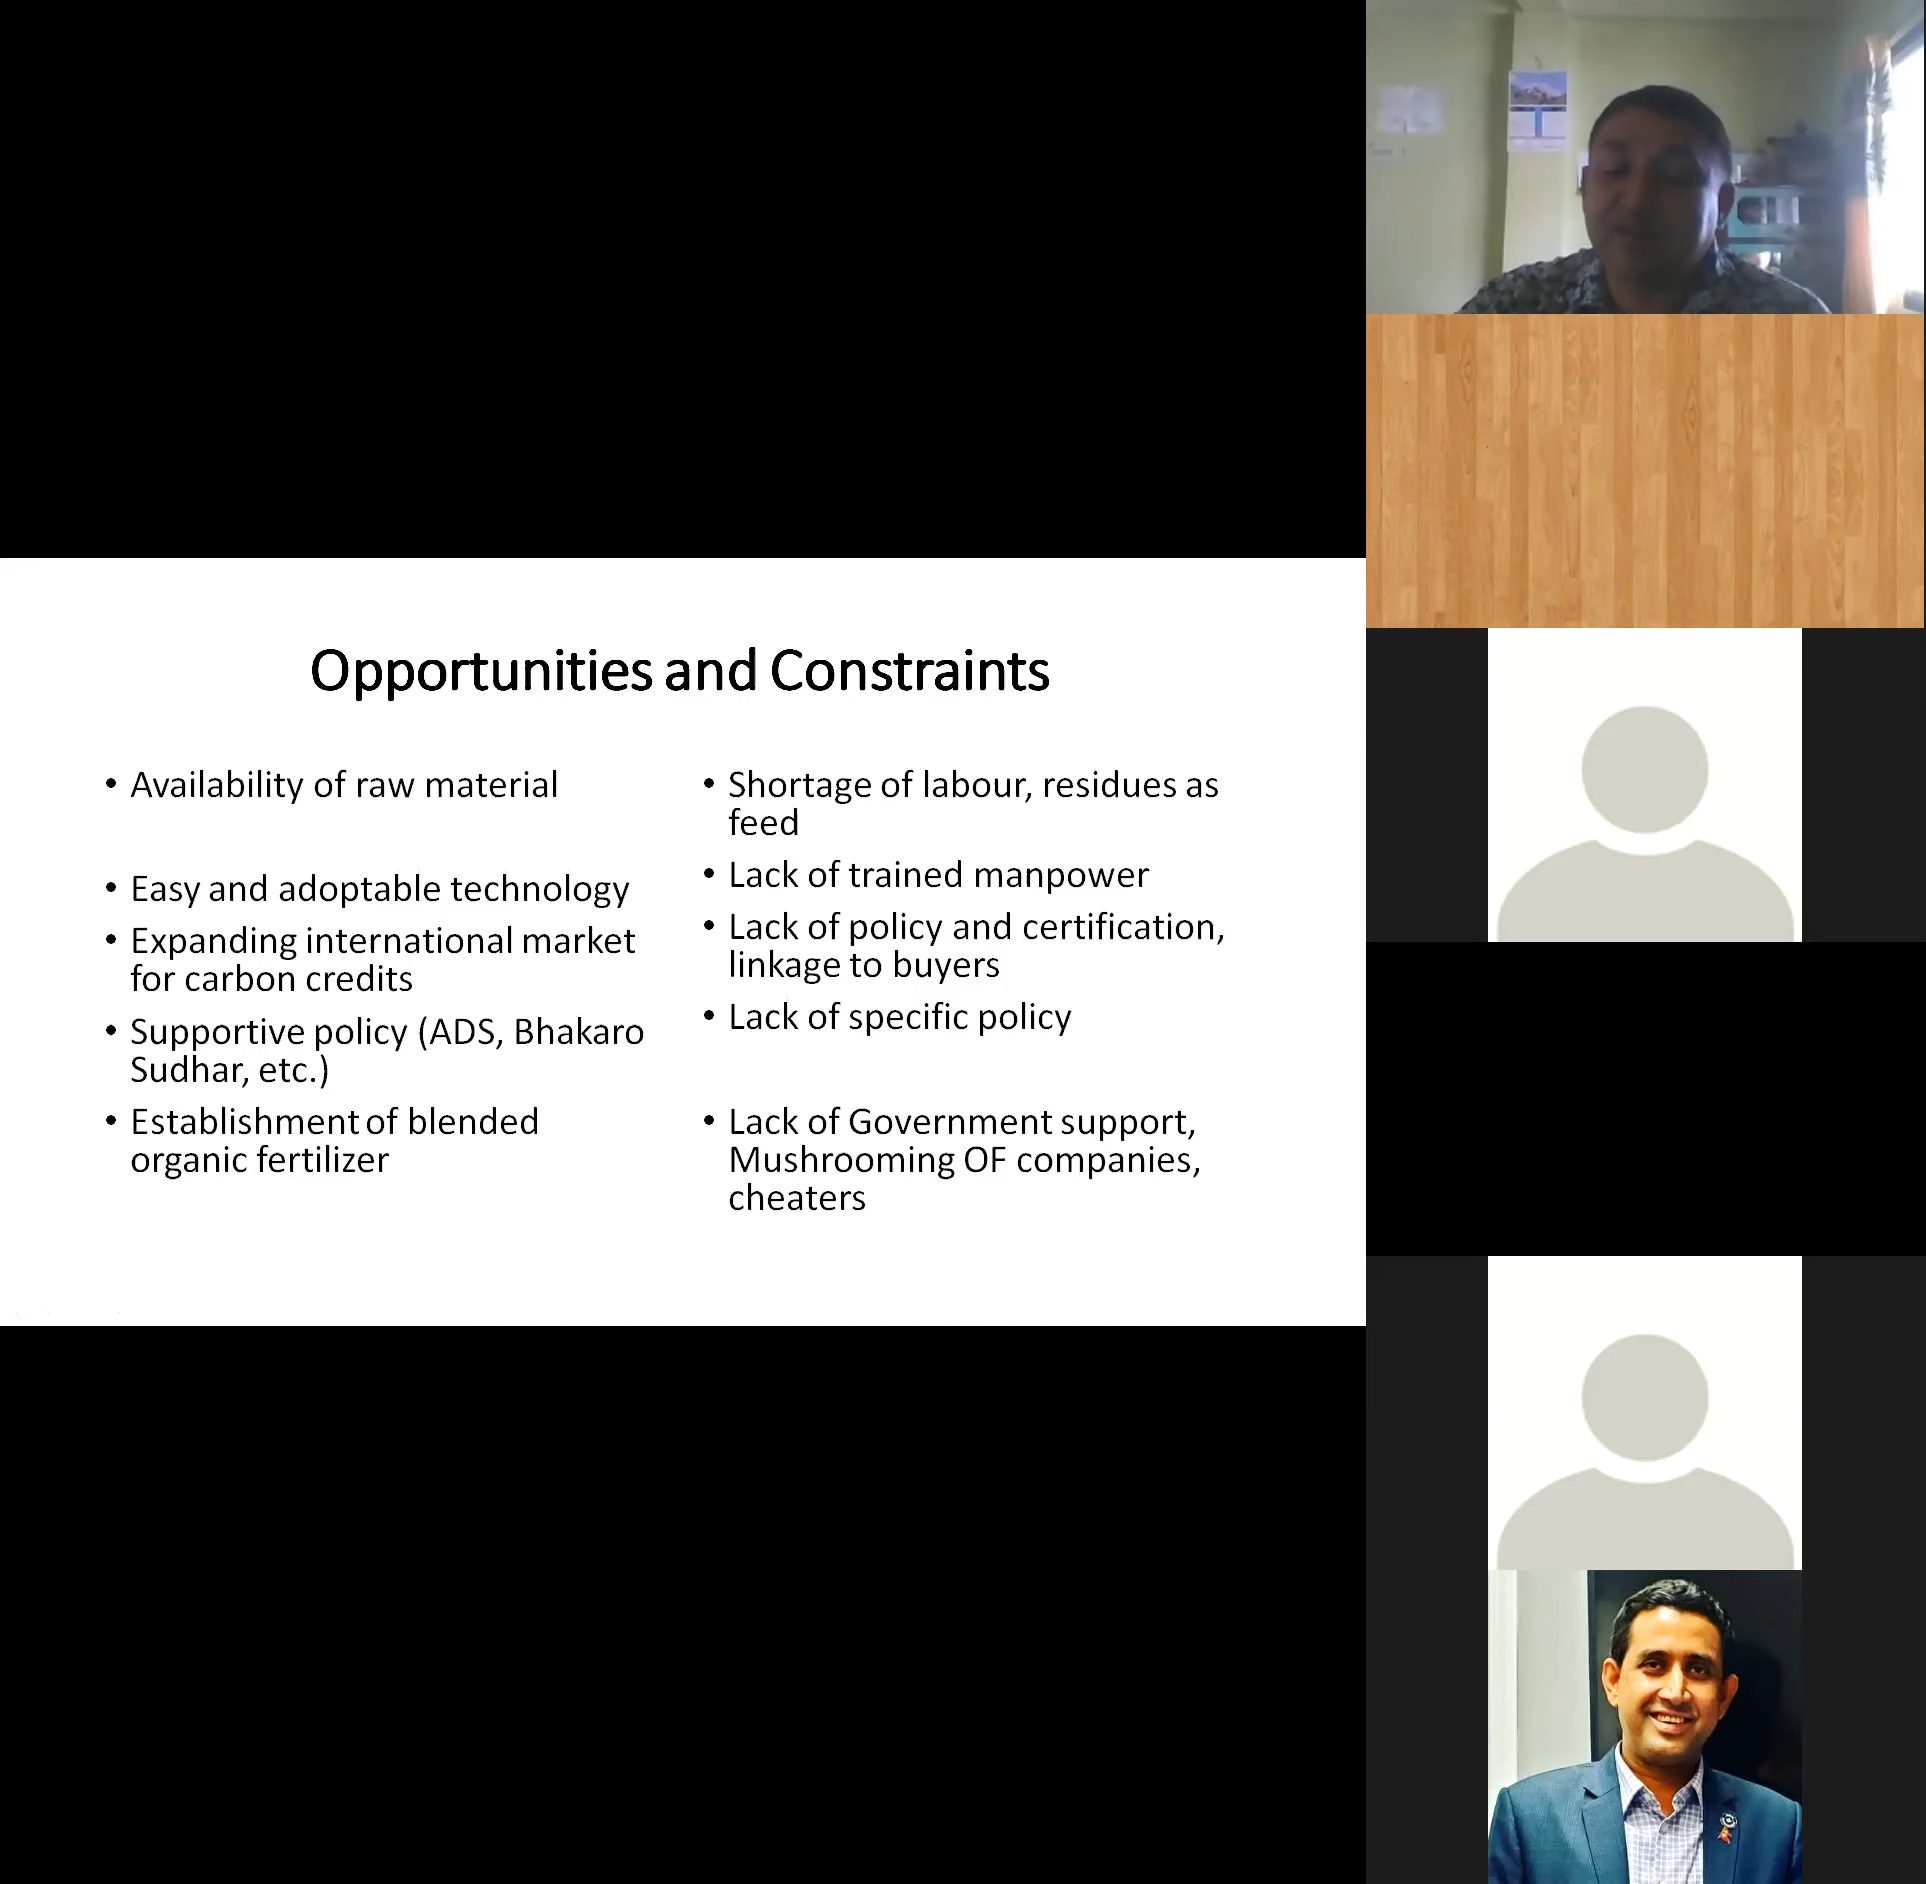 Opportunities and Constraints
• Availability of raw material
• Easy and adoptable technology
• Expanding international market
for carbon credits
• Supportive policy (ADS, Bhakaro
Sudhar, etc.)
• Establishment of blended
organic fertilizer
• Shortage of labour, residues as
feed
• Lack of trained manpower
• Lack of policy and certification,
linkage to buyers
• Lack of specific policy
• Lack of Government support,
Mushrooming OF companies,
cheaters